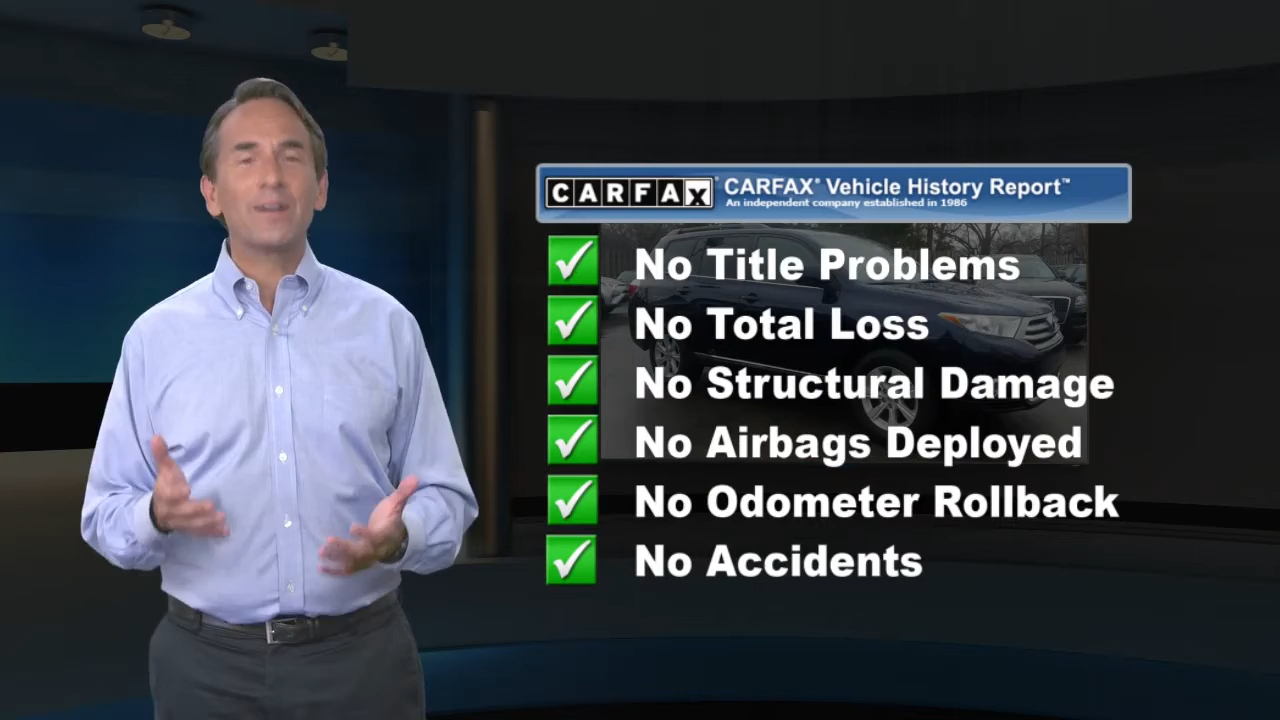 CARFAX® CARFAX® Vehicle History Report™
An independent company established in 1986
No Title Problems
No Total Loss
No Structural Damage
No Airbags Deployed
No Odometer Rollback
No Accidents